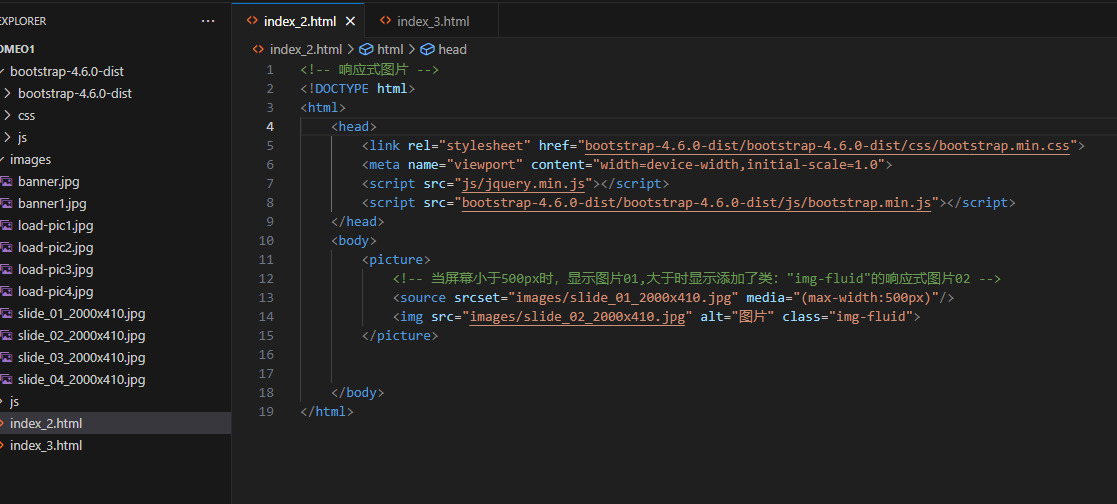 EXPLORER ···
OMEO1
bootstrap-4.6.0-dist
bootstrap-4.6.0-dist
css
js
images
banner.jpg
banner1.jpg
load-pic1.jpg
load-pic2.jpg
load-pic3.jpg
load-pic4.jpg
slide_01_2000x410.jpg
slide_02_2000x410.jpg
slide_03_2000x410.jpg
slide_04_2000x410.jpg
js
index_2.html
index_3.html
index_2.html index_3.html
index_2.html > html > head
1 <!-- 响应式图片 -->
2 <!DOCTYPE html>
3 <html>
4 <head>
5 <link rel="stylesheet" href="bootstrap-4.6.0-dist/bootstrap-4.6.0-dist/css/bootstrap.min.css">
6 <meta name="viewport" content="width=device-width,initial-scale=1.0">
7 <script src="js/jquery.min.js"></script>
8 <script src="bootstrap-4.6.0-dist/bootstrap-4.6.0-dist/js/bootstrap.min.js"></script>
9 </head>
10 <body>
11 <picture>
12 <!-- 当屏幕小于500px时，显示图片01,大于时显示添加了类："img-fluid"的响应式图片02 -->
13 <source srcset="images/slide_01_2000x410.jpg" media="(max-width:500px)"/>
14 <img src="images/slide_02_2000x410.jpg" alt="图片" class="img-fluid">
15 </picture>
16
17
18 </body>
19 </html>